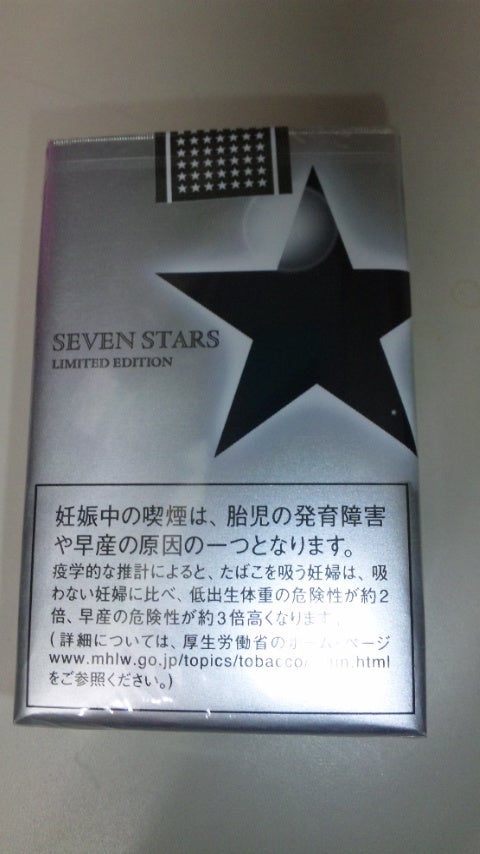 SEVEN STARS
LIMITED EDITION
妊娠中の喫煙は、胎児の発育障害
や早産の原因の一つとなります。
疫学的な推計によると、たばこを吸う妊婦は、吸
わない妊婦に比べ、低出生体重の危険性が約2
倍、早産の危険性が約3倍高くなります。
(詳細については、厚生労働省のホーム・ページ
www.mhlw.go.jp/topics/tobacco/main.html
をご参照ください。)